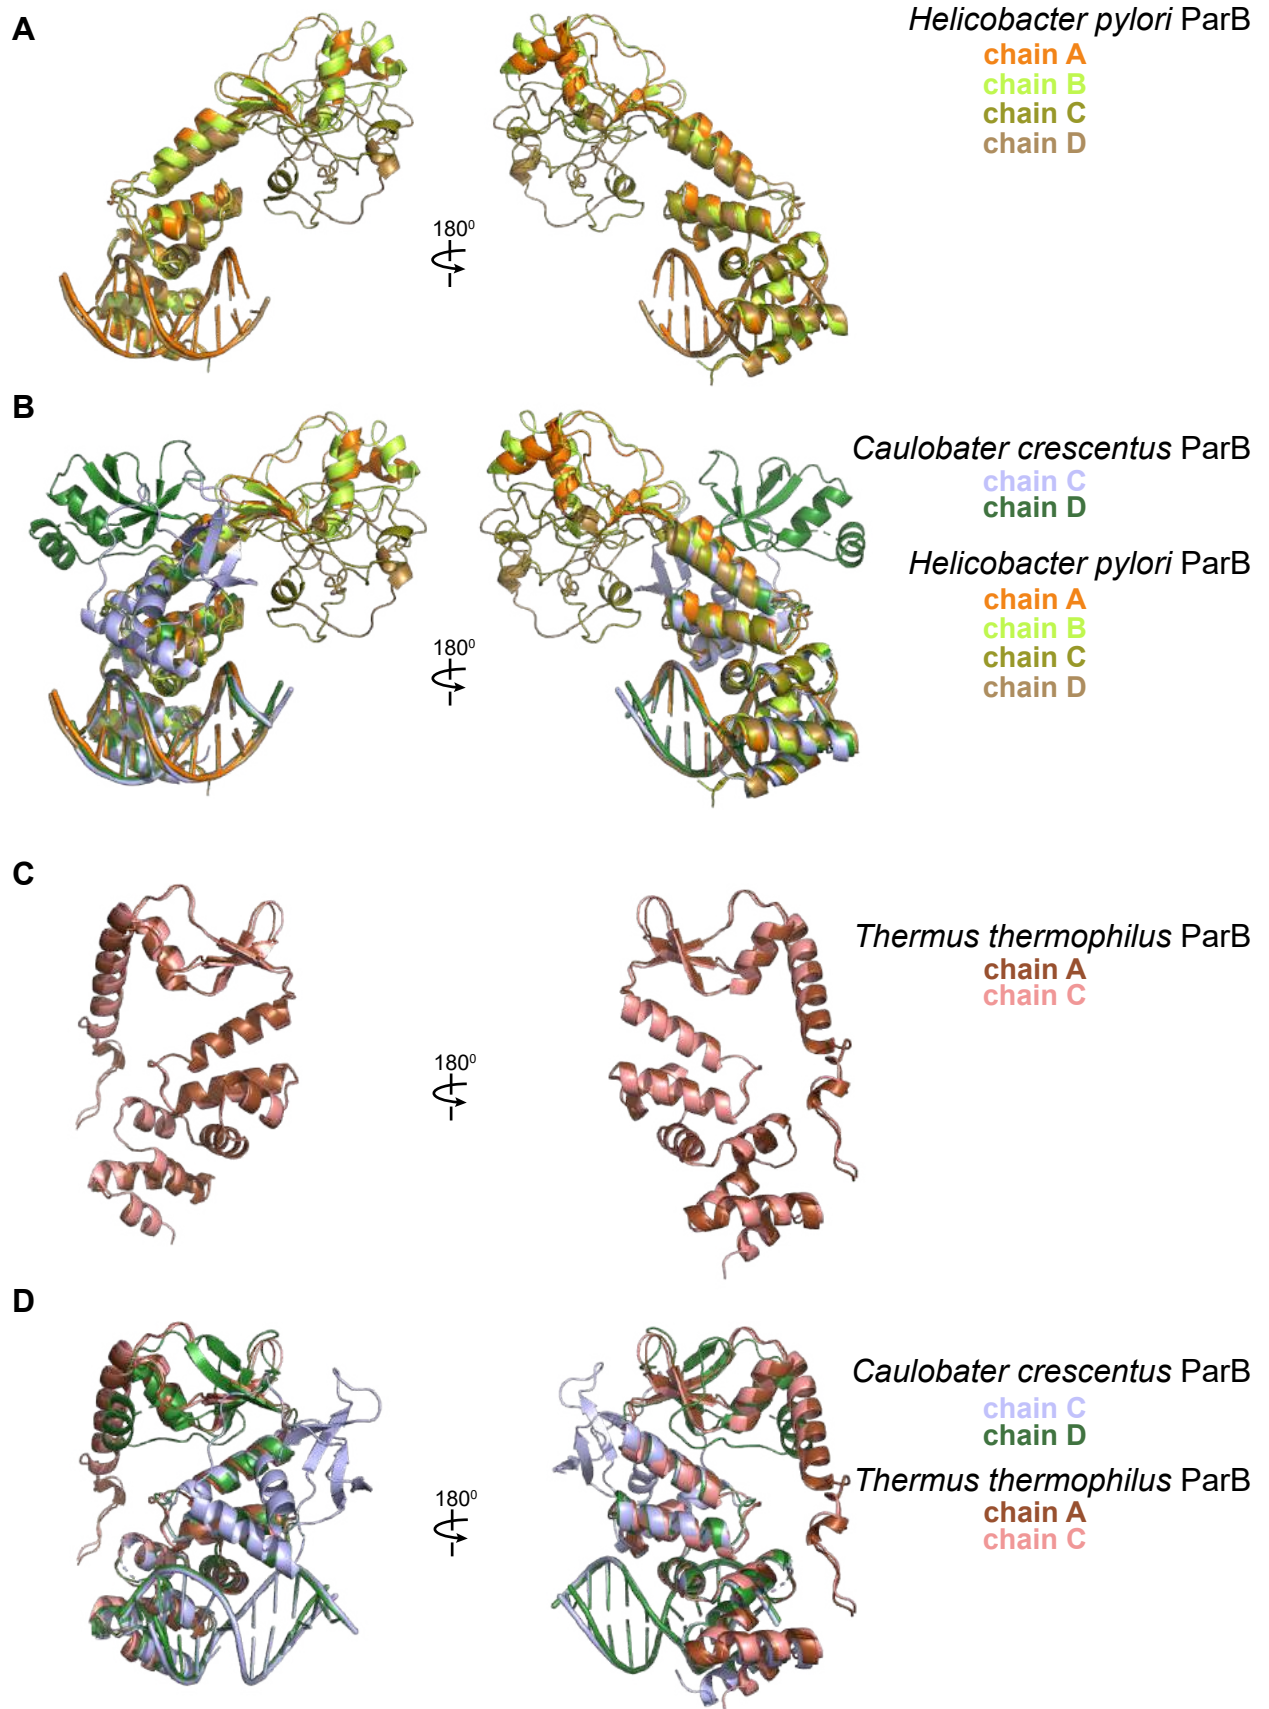 A
Helicobacter pylori ParB
chain A
chain B
chain C
chain D
180⁰
B
Caulobater crescentus ParB
chain C
chain D
Helicobacter pylori ParB
chain A
chain B
chain C
chain D
180⁰
C
Thermus thermophilus ParB
chain A
chain C
180⁰
D
Caulobater crescentus ParB
chain C
chain D
Thermus thermophilus ParB
chain A
chain C
180⁰